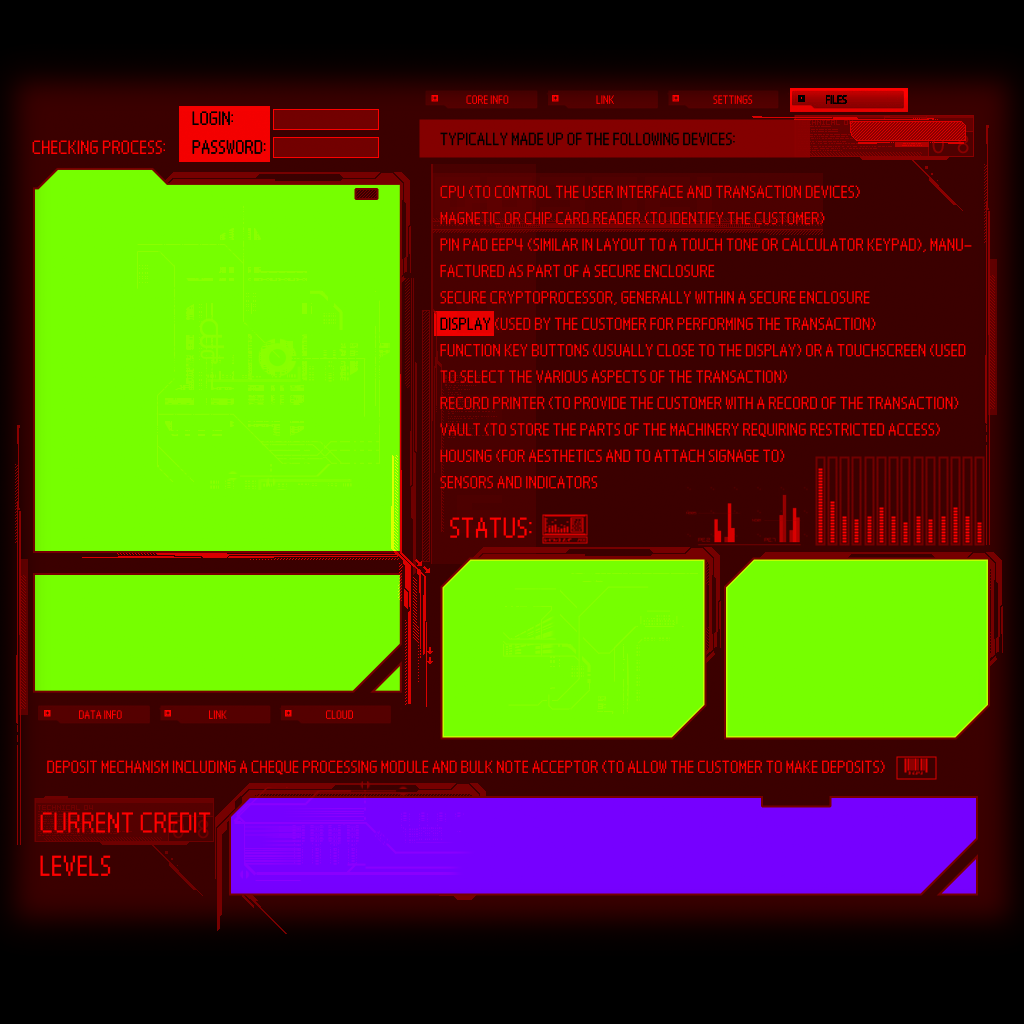 CORE INFO
LINK
SETTINGS
FILES
LOGIN:
PASSWORD:
CHECKING PROCESS:
TYPICALLY MADE UP OF THE FOLLOWING DEVICES:
CPU (TO CONTROL THE USER INTERFACE AND TRANSACTION DEVICES)
MAGNETIC OR CHIP CARD READER (TO IDENTIFY THE CUSTOMER)
PIN PAD EEP4 (SIMILAR IN LAYOUT TO A TOUCH TONE OR CALCULATOR KEYPAD), MANU-
FACTURED AS PART OF A SECURE ENCLOSURE
SECURE CRYPTOPROCESSOR, GENERALLY WITHIN A SECURE ENCLOSURE
DISPLAY (USED BY THE CUSTOMER FOR PERFORMING THE TRANSACTION)
FUNCTION KEY BUTTONS (USUALLY CLOSE TO THE DISPLAY) OR A TOUCHSCREEN (USED
TO SELECT THE VARIOUS ASPECTS OF THE TRANSACTION)
RECORD PRINTER (TO PROVIDE THE CUSTOMER WITH A RECORD OF THE TRANSACTION)
VAULT (TO STORE THE PARTS OF THE MACHINERY REQUIRING RESTRICTED ACCESS)
HOUSING (FOR AESTHETICS AND TO ATTACH SIGNAGE TO)
SENSORS AND INDICATORS
STATUS:
DATA INFO
LINK
CLOUD
DEPOSIT MECHANISM INCLUDING A CHEQUE PROCESSING MODULE AND BULK NOTE ACCEPTOR (TO ALLOW THE CUSTOMER TO MAKE DEPOSITS)
CURRENT CREDIT
LEVELS